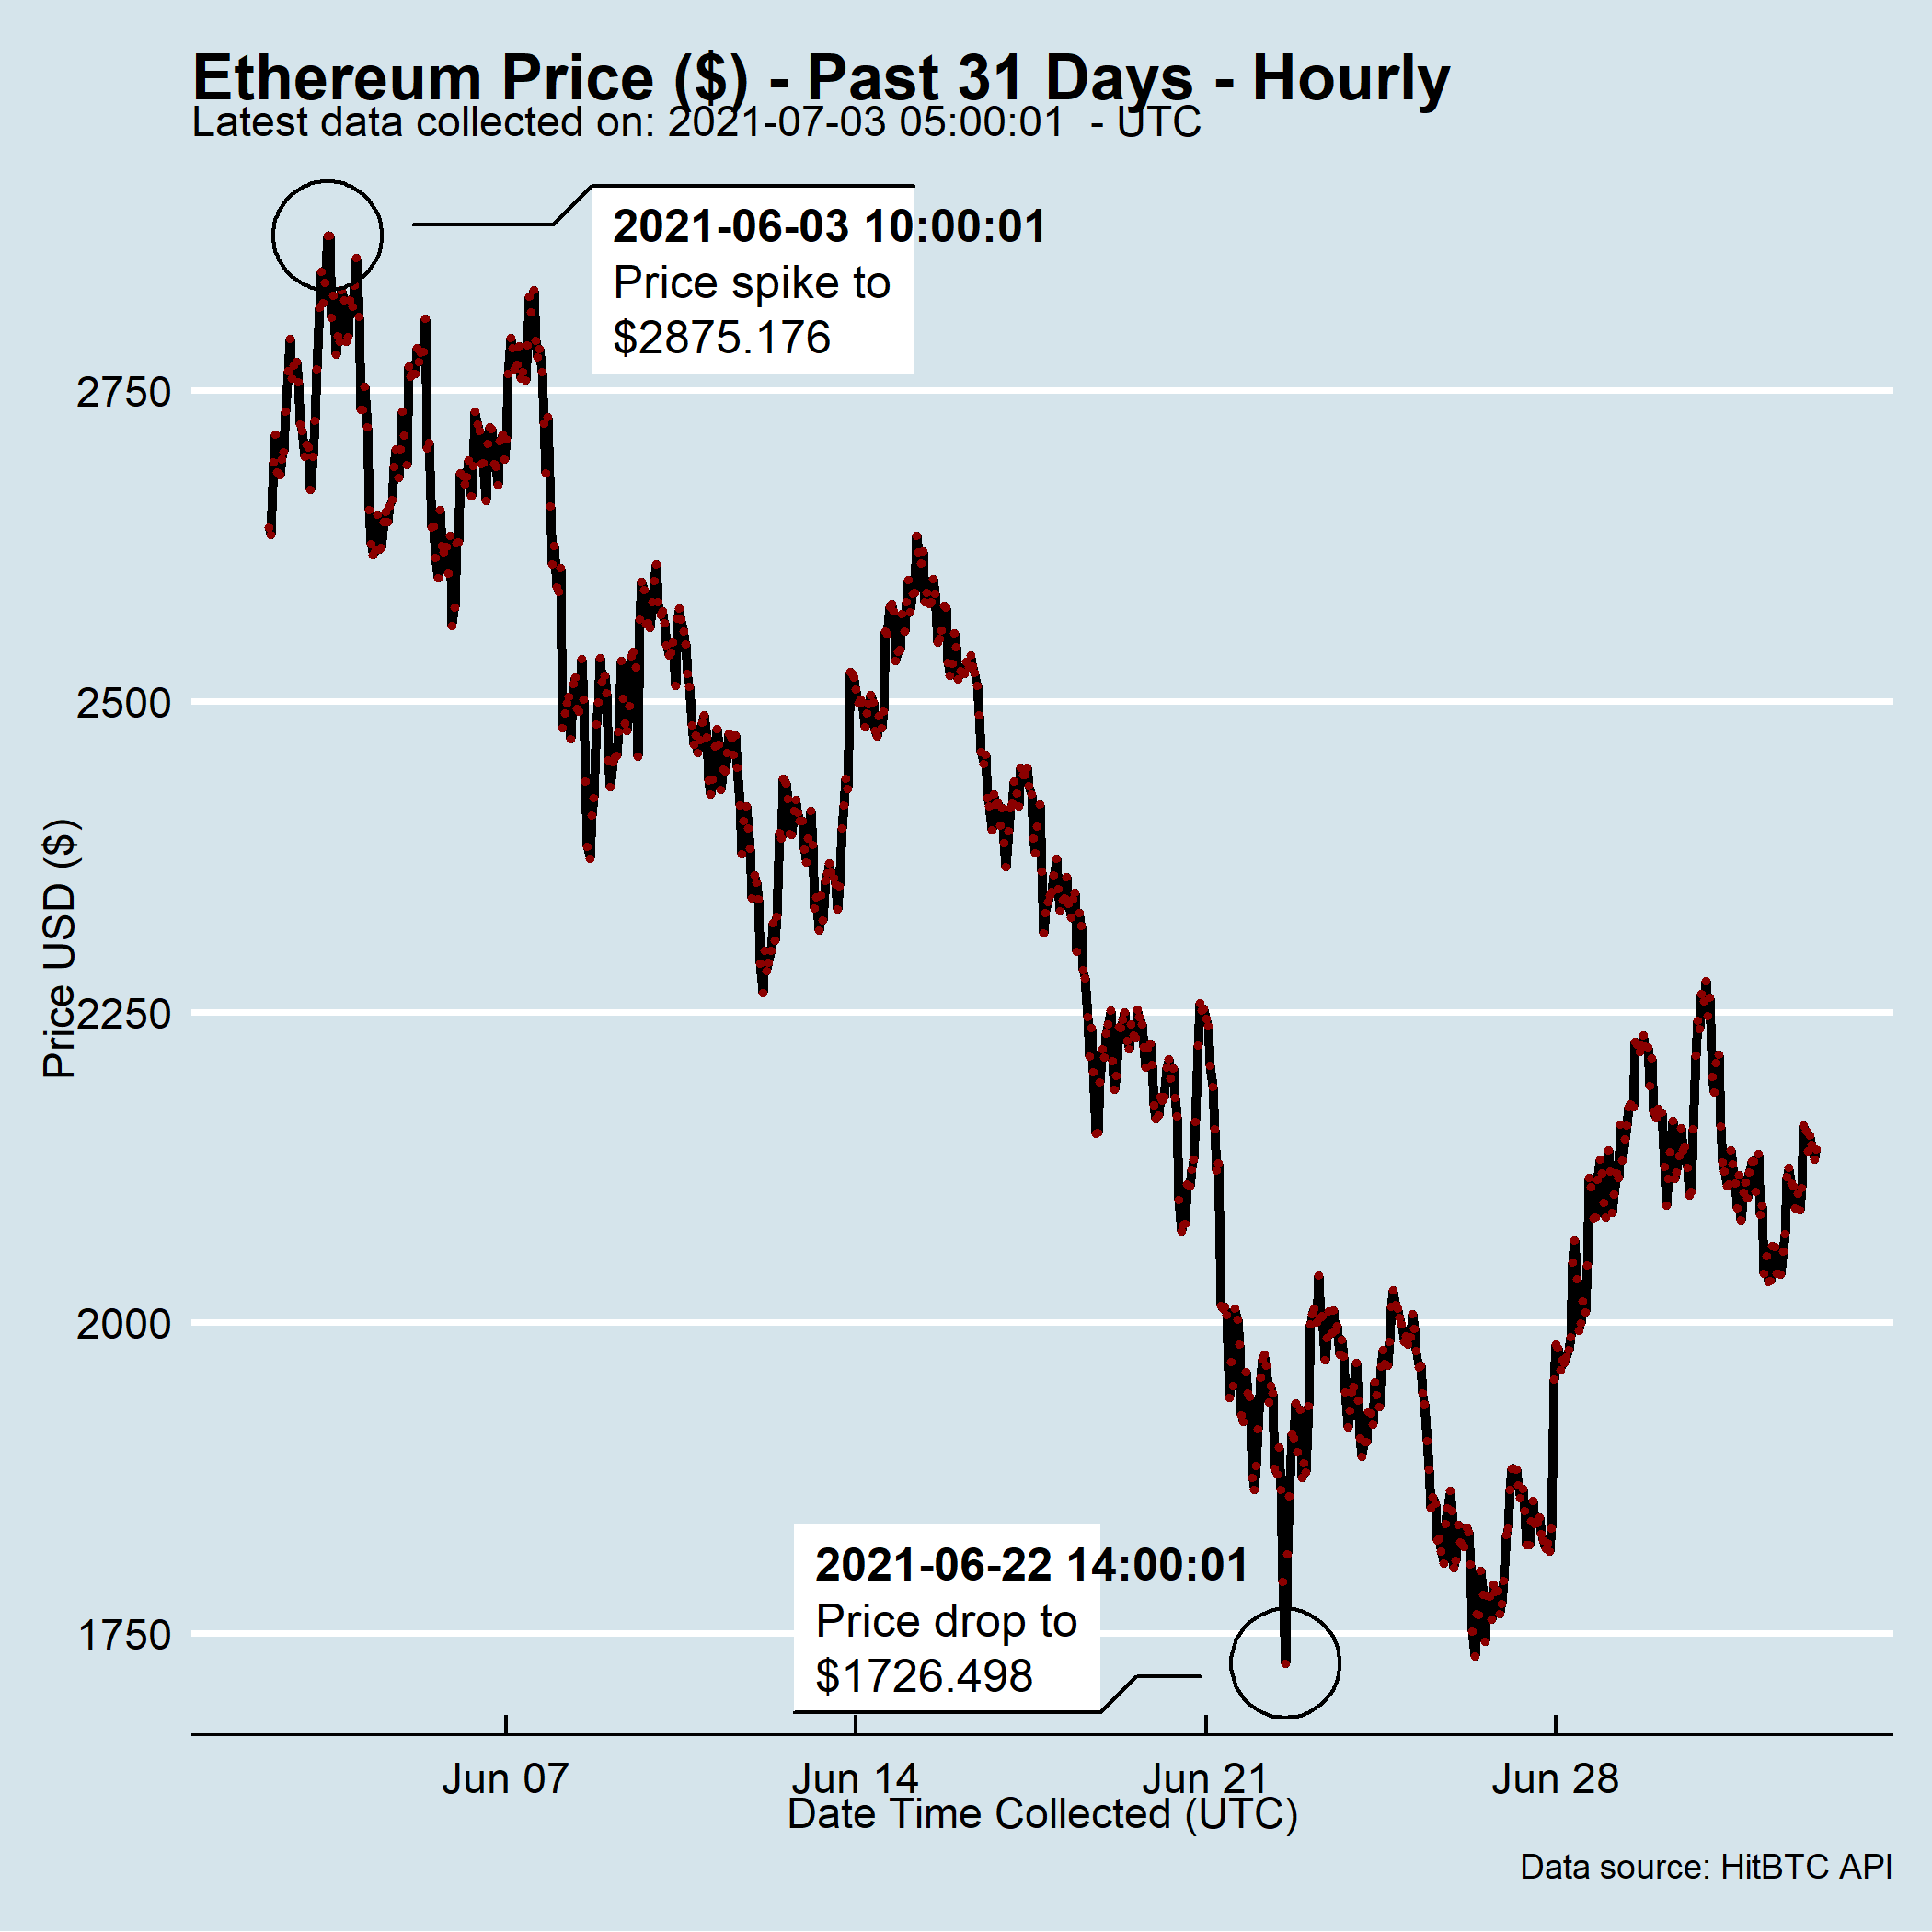 Ethereum Price ($) - Past 31 Days - Hourly
Latest data collected on: 2021-07-03 05:00:01  - UTC
2021-06-03 10:00:01
Price spike to
$2875.176
2750
2500
2250
2000
1750
Price USD ($)
2021-06-22 14:00:01
Price drop to
$1726.498
Jun 07
Jun 14
Jun 21
Jun 28
Date Time Collected (UTC)
Data source: HitBTC API